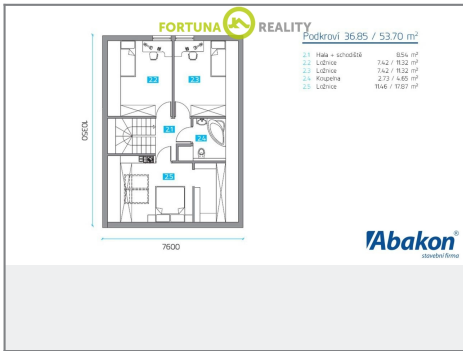 FORTUNA REALITY
Podkroví 36.85 / 53.70 m²
2.1 Hala + schodiště 8.54 m²
2.2 Ložnice 7.42 / 11.32 m²
2.3 Ložnice 7.42 / 11.32 m²
2.4 Koupelna 2.73 / 4.65 m²
2.5 Ložnice 11.46 / 17.87 m²
2.2
2.3
2.1
2.4
2.5
10350
7600
Abakon®
stavební firma